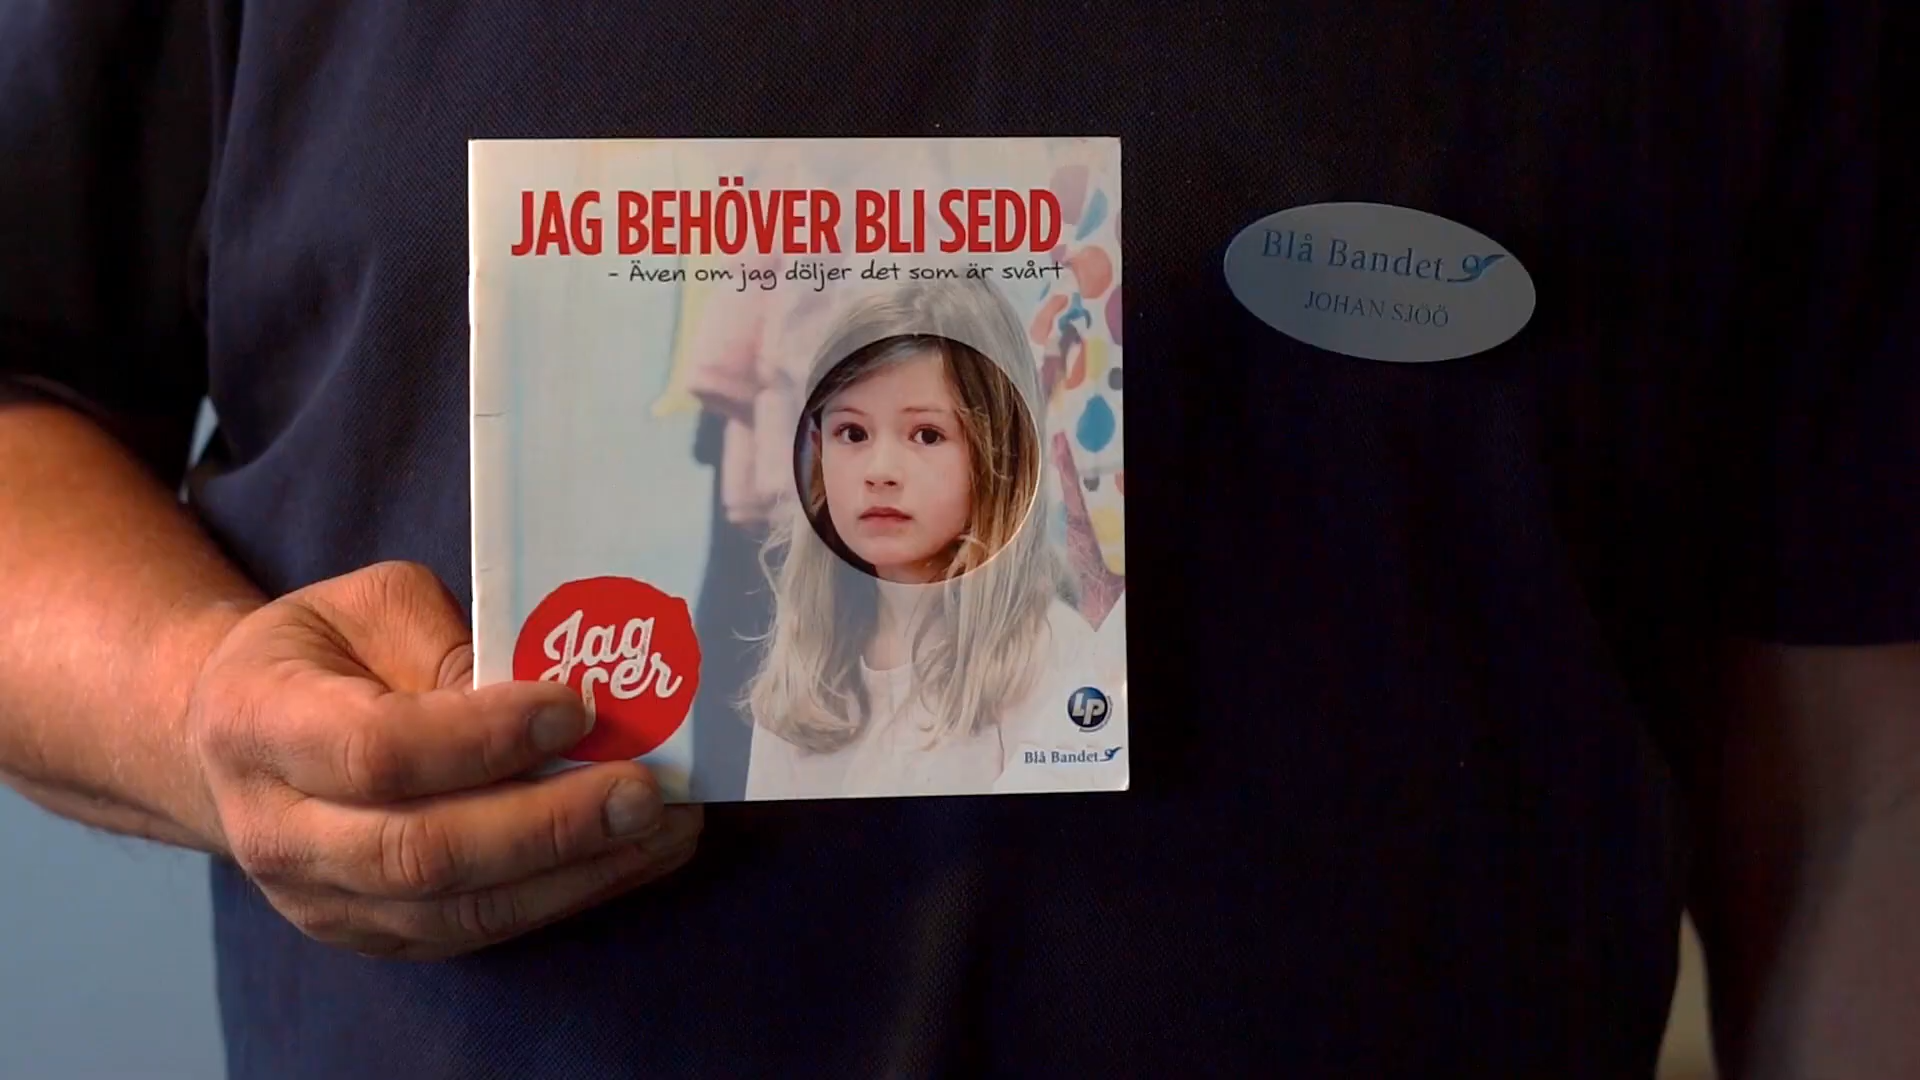 JAG BEHÖVER BLI SEDD
- Även om jag döljer det som är svårt
Jag
ser
LP
Blå Bandet
Blå Bandet
JOHAN SJÖÖ